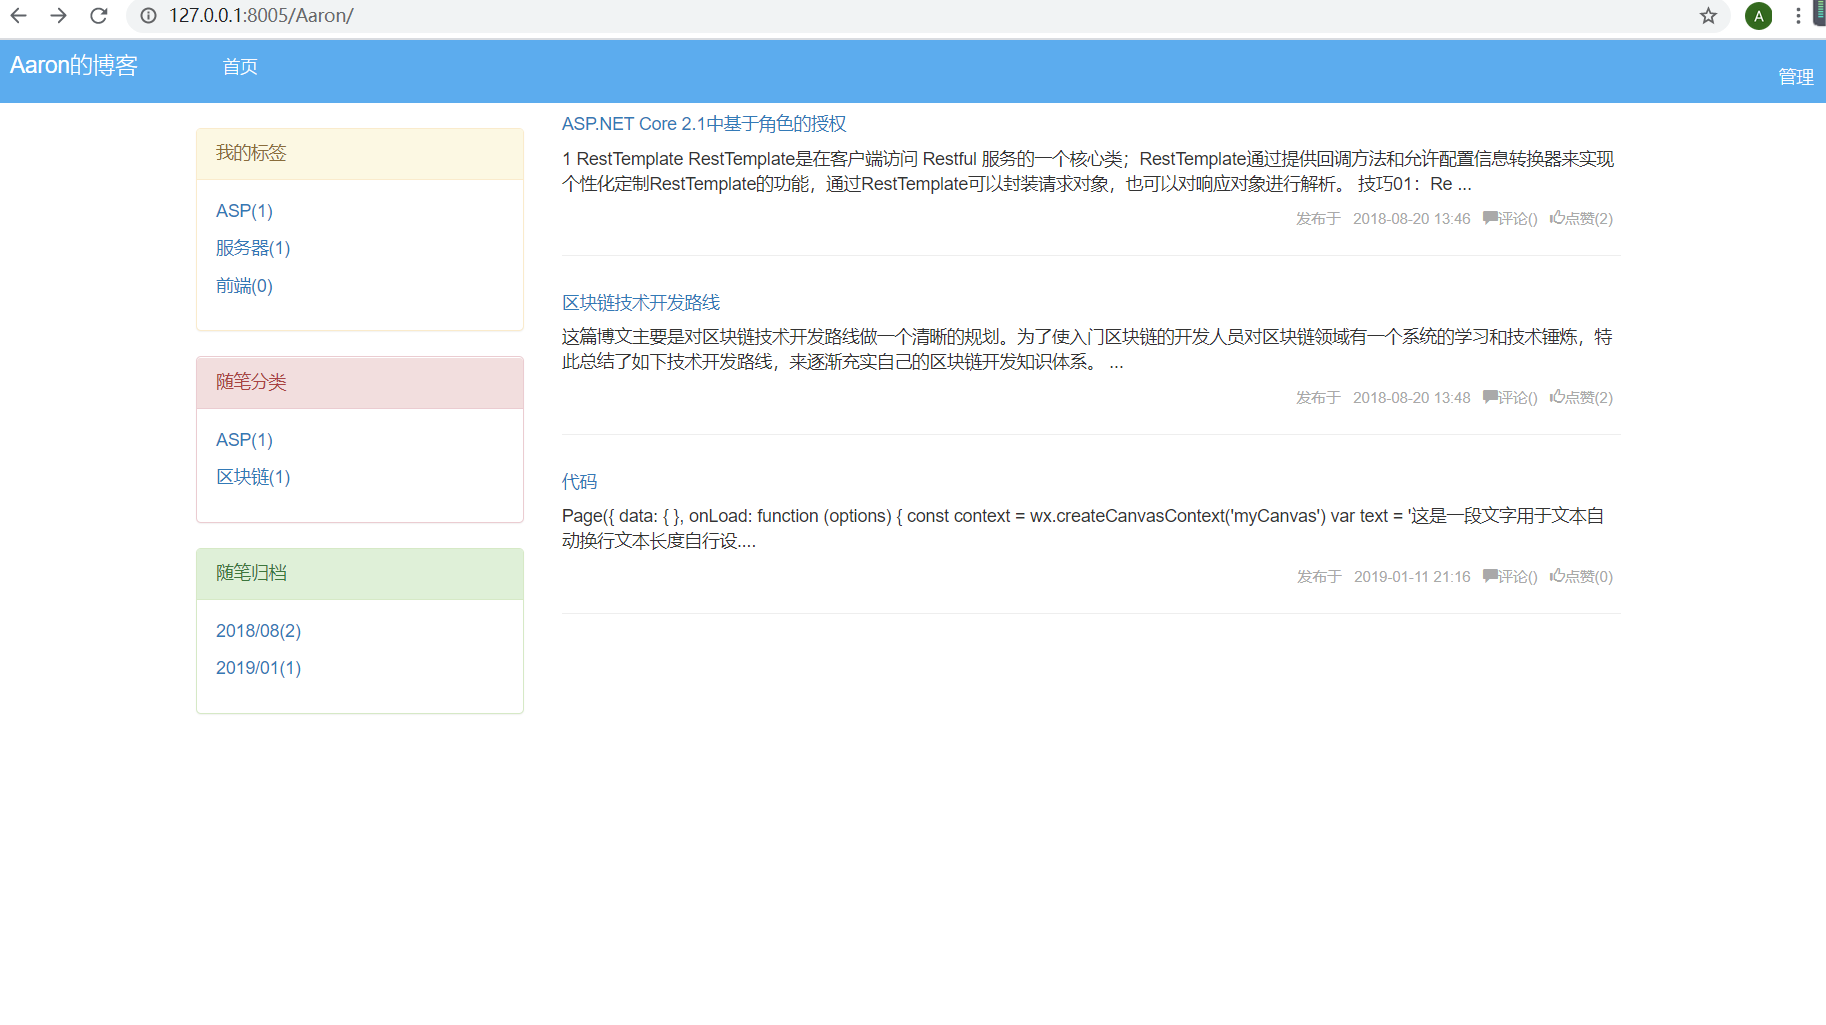 127.0.0.1:8005/Aaron/
A
Aaron的博客
首页
管理
我的标签
ASP(1)
服务器(1)
前端(0)
随笔分类
ASP(1)
区块链(1)
随笔归档
2018/08(2)
2019/01(1)
ASP.NET Core 2.1中基于角色的授权
1 RestTemplate RestTemplate是在客户端访问 Restful 服务的一个核心类；RestTemplate通过提供回调方法和允许配置信息转换器来实现
个性化定制RestTemplate的功能，通过RestTemplate可以封装请求对象，也可以对响应对象进行解析。 技巧01：Re ...
发布于 2018-08-20 13:46 评论() 点赞(2)
区块链技术开发路线
这篇博文主要是对区块链技术开发路线做一个清晰的规划。为了使入门区块链的开发人员对区块链领域有一个系统的学习和技术锤炼，特
此总结了如下技术开发路线，来逐渐充实自己的区块链开发知识体系。 ...
发布于 2018-08-20 13:48 评论() 点赞(2)
代码
Page({ data: { }, onLoad: function (options) { const context = wx.createCanvasContext('myCanvas') var text = '这是一段文字用于文本自
动换行文本长度自行设....
发布于 2019-01-11 21:16 评论() 点赞(0)